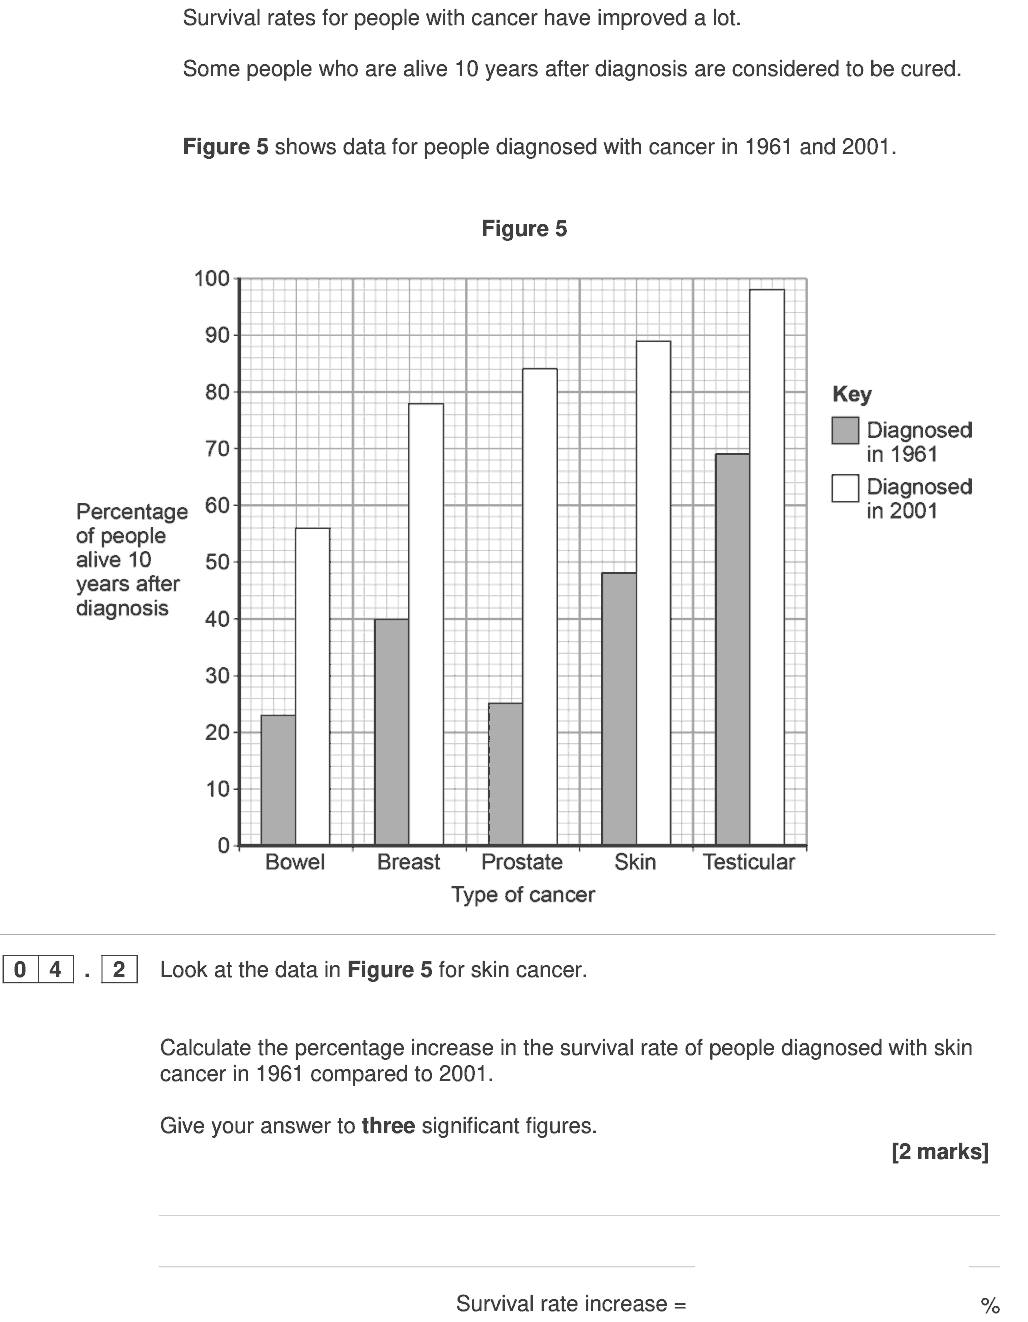 Survival rates for people with cancer have improved a lot.
Some people who are alive 10 years after diagnosis are considered to be cured.
Figure 5 shows data for people diagnosed with cancer in 1961 and 2001.
Figure 5
100
90
80
70
60
50
40
30
20
10
0
Percentage
of people
alive 10
years after
diagnosis
Key
Diagnosed
in 1961
Diagnosed
in 2001
Bowel Breast Prostate Skin Testicular
Type of cancer
0 4 . 2 Look at the data in Figure 5 for skin cancer.
Calculate the percentage increase in the survival rate of people diagnosed with skin
cancer in 1961 compared to 2001.
Give your answer to three significant figures.
[2 marks]
Survival rate increase = %